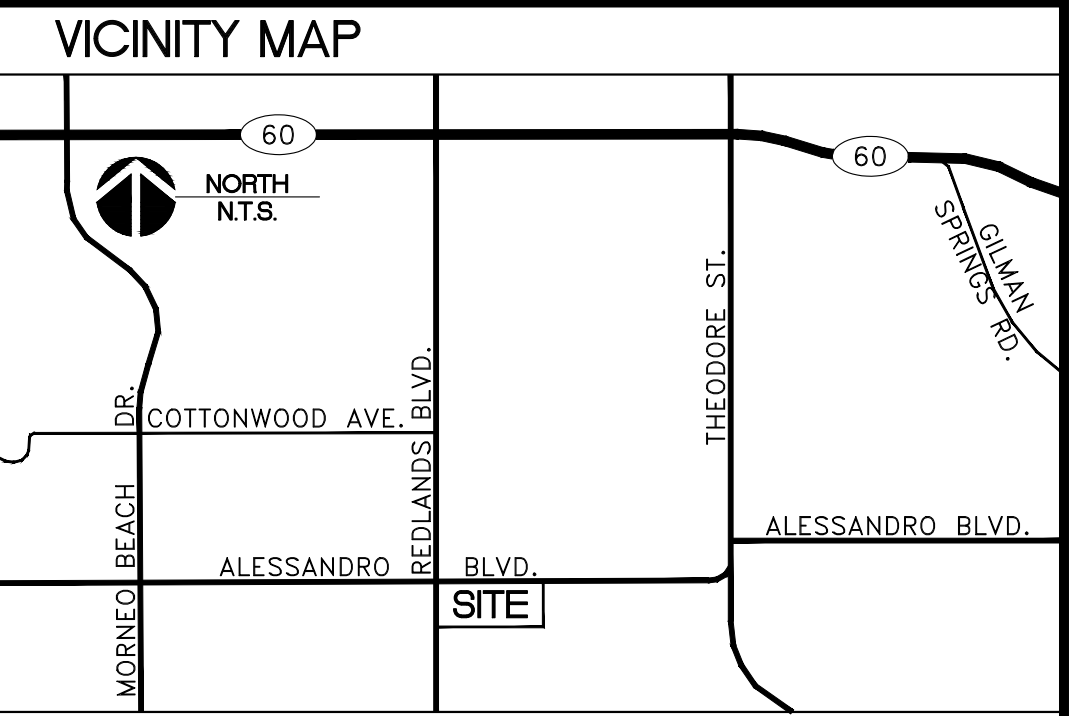 VICINITY MAP
60
60
NORTH
N.T.S.
GILMAN
SPRINGS RD.
THEODORE ST.
COTTONWOOD AVE.
REDLANDS BLVD.
MORNEO BEACH DR.
ALESSANDRO BLVD.
ALESSANDRO BLVD.
SITE